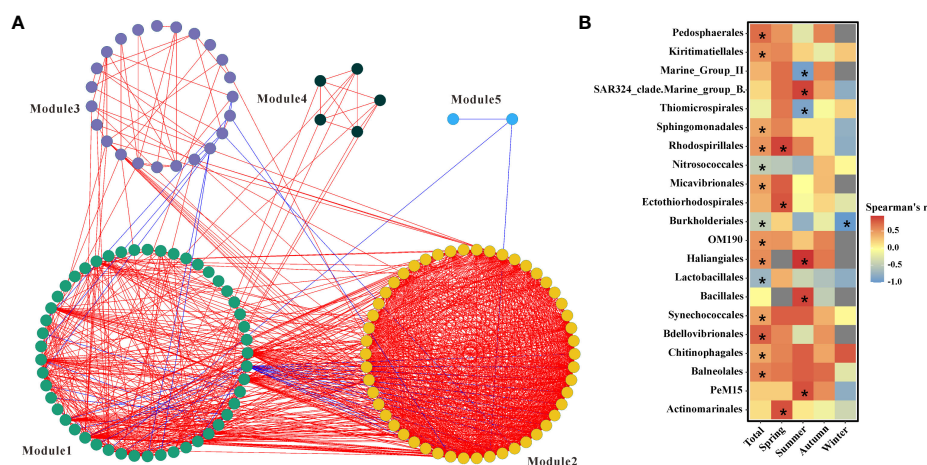 A
B
Module3
Module4
Module5
Module1
Module2
Pedosphaerales
Kiritimatiellales
Marine_Group_II
SAR324_clade.Marine_group_B.
Thiomicrospirales
Sphingomonadales
Rhodospirillales
Nitrosococcales
Micavibrionales
Ectothiorhodospirales
Burkholderiales
OM190
Haliangiales
Lactobacillales
Bacillales
Synechococcales
Bdellovibrionales
Chitinophagales
Balneolales
PeM15
Actinomarinales
Total
Spring
Summer
Autumn
Winter
Spearman's r
0.5
0.0
-0.5
-1.0